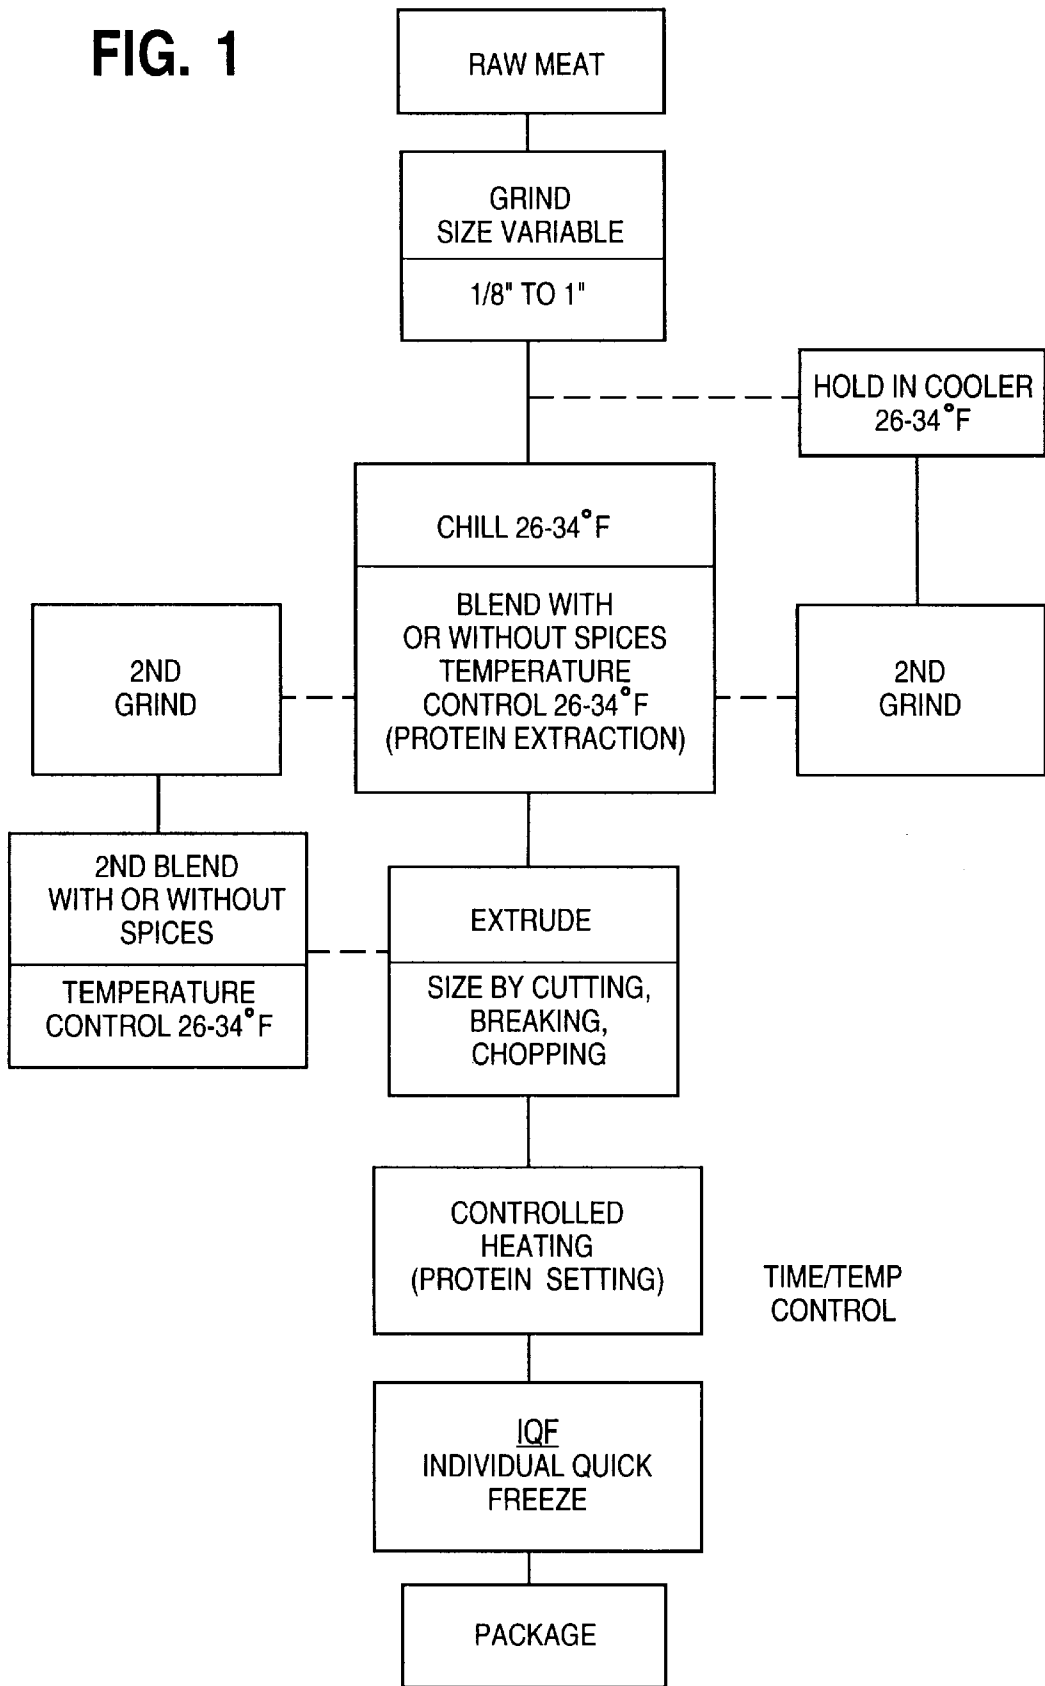 FIG. 1
RAW MEAT
GRIND
SIZE VARIABLE
1/8" TO 1"
HOLD IN COOLER
26-34°F
CHILL 26-34°F
BLEND WITH
OR WITHOUT SPICES
TEMPERATURE
CONTROL 26-34°F
(PROTEIN EXTRACTION)
2ND
GRIND
2ND
GRIND
2ND BLEND
WITH OR WITHOUT
SPICES
TEMPERATURE
CONTROL 26-34°F
EXTRUDE
SIZE BY CUTTING,
BREAKING,
CHOPPING
CONTROLLED
HEATING
(PROTEIN SETTING)
TIME/TEMP
CONTROL
IQF
INDIVIDUAL QUICK
FREEZE
PACKAGE